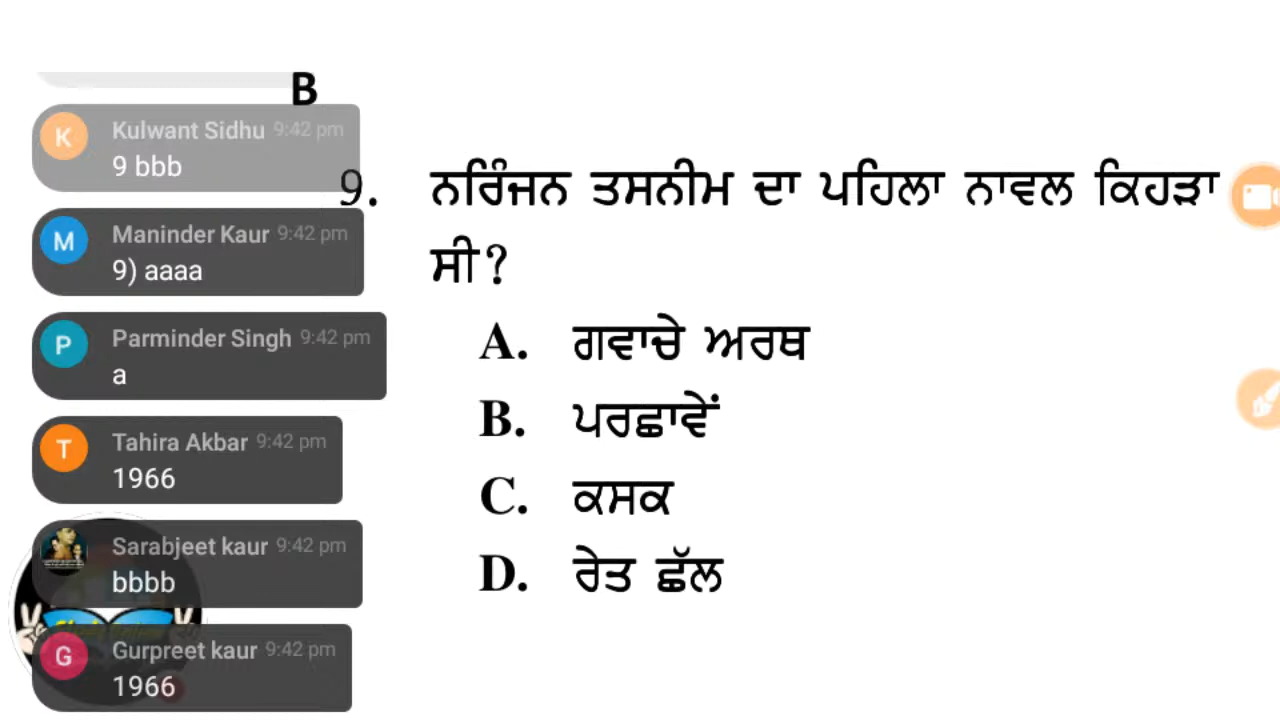 B
Kulwant Sidhu 9:42 pm
9 bbb
Maninder Kaur 9:42 pm
9) aaaa
Parminder Singh 9:42 pm
a
Tahira Akbar 9:42 pm
1966
Sarabjeet kaur 9:42 pm
bbbb
Gurpreet kaur 9:42 pm
1966
K
M
P
T
G
9. ਨਰਿੰਜਨ ਤਸਨੀਮ ਦਾ ਪਹਿਲਾ ਨਾਵਲ ਕਿਹੜਾ
ਸੀ?
A. ਗਵਾਚੇ ਅਰਥ
B. ਪਰਛਾਵੇਂ
C. ਕਸਕ
D. ਰੇਤ ਛੱਲ